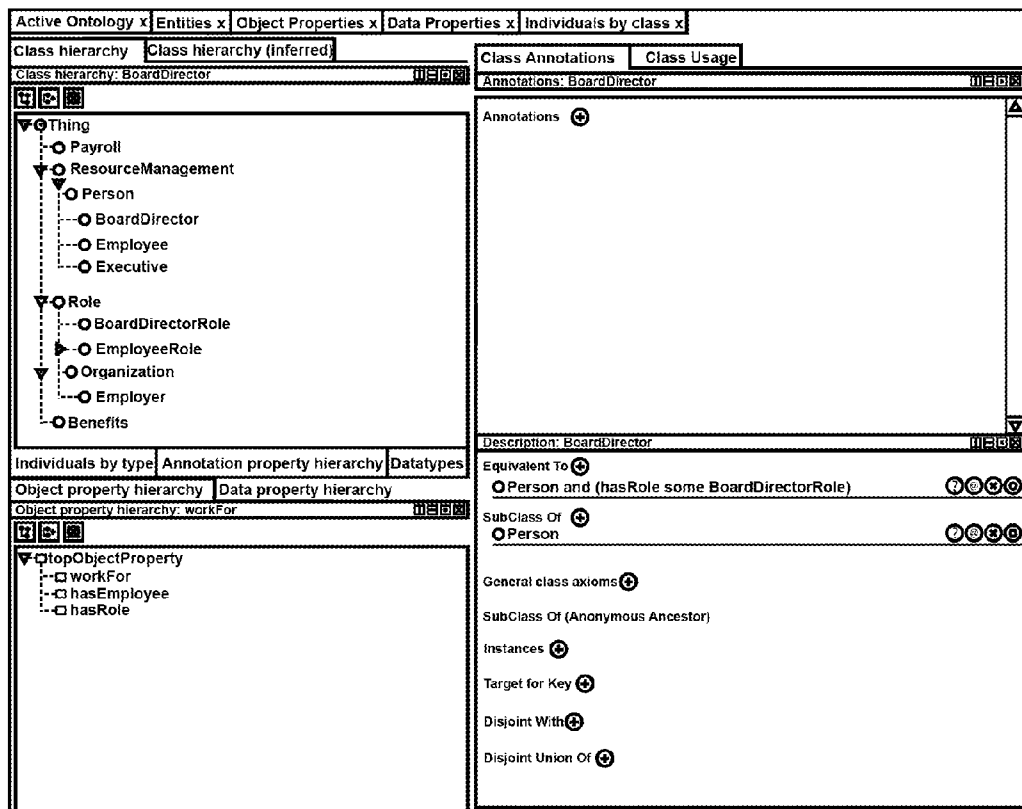 Active Ontology x Entities x Object Properties x Data Properties x Individuals by class x
Class hierarchy Class hierarchy (inferred)
Class hierarchy: BoardDirector
Thing
Payroll
ResourceManagement
Person
BoardDirector
Employee
Executive
Role
BoardDirectorRole
EmployeeRole
Organization
Employer
Benefits
Individuals by type Annotation property hierarchy Datatypes
Object property hierarchy Data property hierarchy
Object property hierarchy: workFor
topObjectProperty
workFor
hasEmployee
hasRole
Class Annotations Class Usage
Annotations: BoardDirector
Annotations
Description: BoardDirector
Equivalent To
Person and (hasRole some BoardDirectorRole)
SubClass Of
Person
General class axioms
SubClass Of (Anonymous Ancestor)
Instances
Target for Key
Disjoint With
Disjoint Union Of